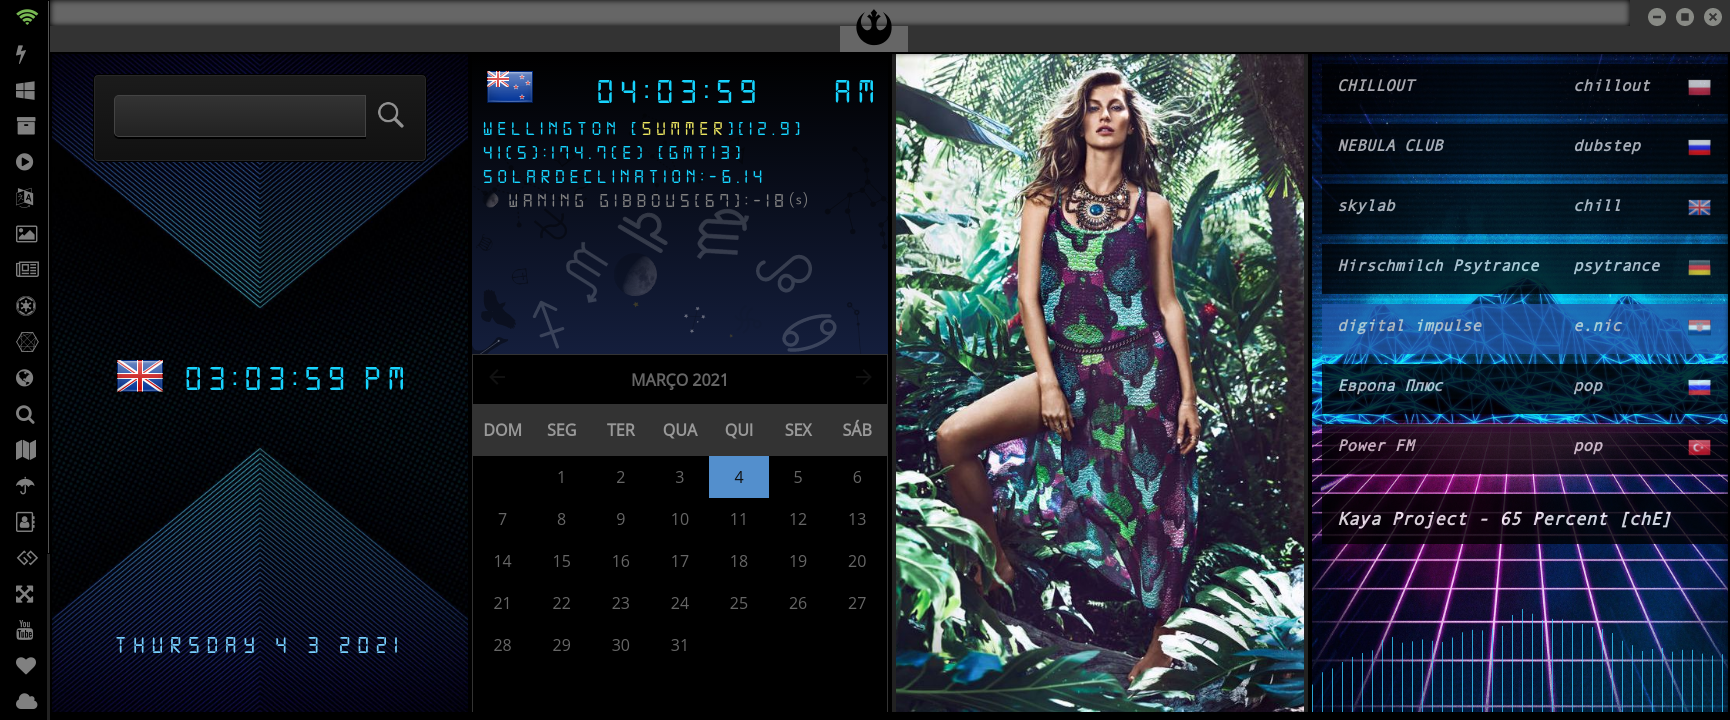 03:03:59 PM
THURSDAY 4 3 2021
04:03:59 AM
WELLINGTON [SUMMER][12.9]
41(S):174.7(E) [GMT13]
SOLARDECLINATION:-6.14
WANING GIBBOUS[67]:-18(s)
MARÇO 2021
DOM SEG TER QUA QUI SEX SÁB
1 2 3 4 5 6
7 8 9 10 11 12 13
14 15 16 17 18 19 20
21 22 23 24 25 26 27
28 29 30 31
CHILLOUT chillout
NEBULA CLUB dubstep
skylab chill
Hirschmilch Psytrance psytrance
digital impulse e.nic
Европа Плюс pop
Power FM pop
Kaya Project - 65 Percent [chE]
You
Tube